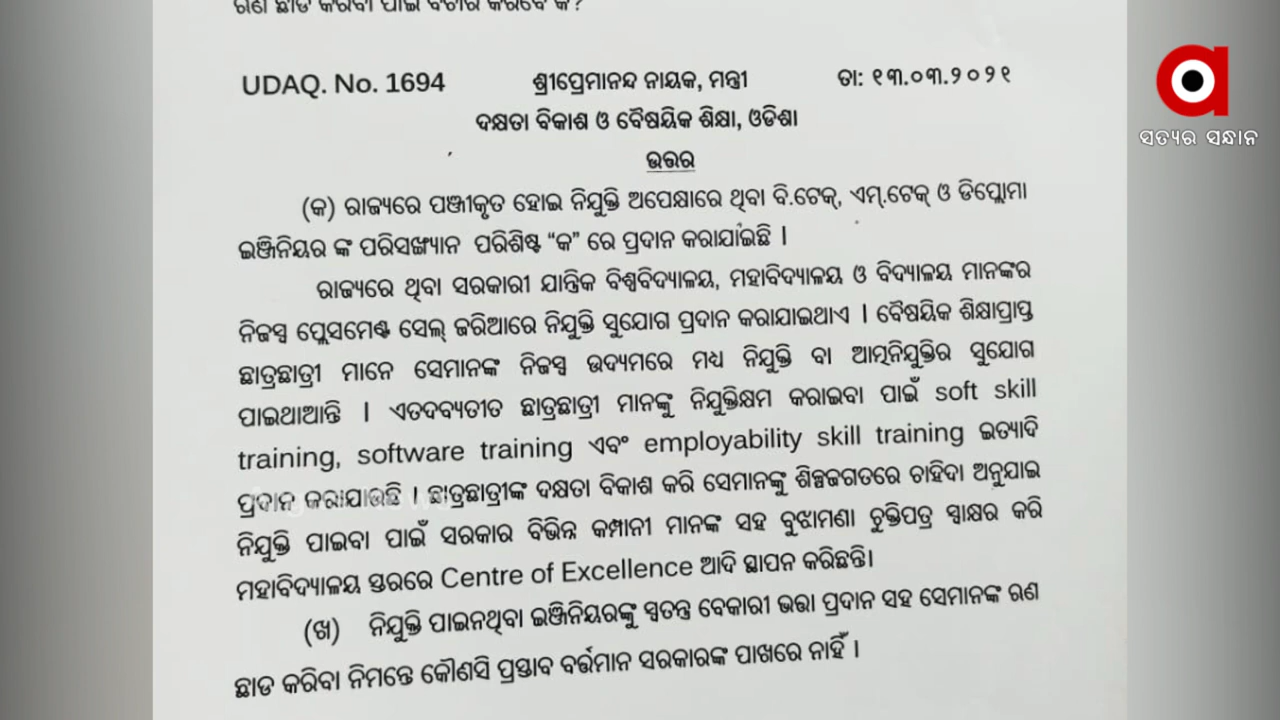 ଋଣ ଛାଡ କରିବା ପାଇଁ ବିଚାର କରିବେ କି?
UDAQ. No. 1694 ଶ୍ରୀପ୍ରେମାନନ୍ଦ ନାୟକ, ମନ୍ତ୍ରୀ ତା: ୧୩.୦୩.୨୦୨୧
ଦକ୍ଷତା ବିକାଶ ଓ ବୈଷୟିକ ଶିକ୍ଷା, ଓଡିଶା
ଉତ୍ତର
(କ) ରାଜ୍ୟରେ ପଞ୍ଜୀକୃତ ହୋଇ ନିଯୁକ୍ତି ଅପେକ୍ଷାରେ ଥିବା ବି.ଟେକ୍, ଏମ୍.ଟେକ୍ ଓ ଡିପ୍ଲୋମା
ଇଞ୍ଜିନିୟର ଙ୍କ ପରିସଙ୍ଖ୍ୟାନ ପରିଶିଷ୍ଟ “କ” ରେ ପ୍ରଦାନ କରାଯାଇଛି ।
ରାଜ୍ୟରେ ଥିବା ସରକାରୀ ଯାନ୍ତ୍ରିକ ବିଶ୍ଵବିଦ୍ୟାଳୟ, ମହାବିଦ୍ୟାଳୟ ଓ ବିଦ୍ୟାଳୟ ମାନଙ୍କର
ନିଜସ୍ଵ ପ୍ଲେସମେଣ୍ଟ ସେଲ୍ ଜରିଆରେ ନିଯୁକ୍ତି ସୁଯୋଗ ପ୍ରଦାନ କରାଯାଇଥାଏ । ବୈଷୟିକ ଶିକ୍ଷାପ୍ରାପ୍ତ
ଛାତ୍ରଛାତ୍ରୀ ମାନେ ସେମାନଙ୍କ ନିଜସ୍ଵ ଉଦ୍ୟମରେ ମଧ୍ୟ ନିଯୁକ୍ତି ବା ଆତ୍ମନିଯୁକ୍ତିର ସୁଯୋଗ
ପାଇଥାଆନ୍ତି । ଏତଦବ୍ୟତୀତ ଛାତ୍ରଛାତ୍ରୀ ମାନଙ୍କୁ ନିଯୁକ୍ତିକ୍ଷମ କରାଇବା ପାଇଁ soft skill
training, software training ଏବଂ employability skill training ଇତ୍ୟାଦି
ପ୍ରଦାନ କରାଯାଉଛି । ଛାତ୍ରଛାତ୍ରୀଙ୍କ ଦକ୍ଷତା ବିକାଶ କରି ସେମାନଙ୍କୁ ଶିଳ୍ପଜଗତରେ ଚାହିଦା ଅନୁଯାଇ
ନିଯୁକ୍ତି ପାଇବା ପାଇଁ ସରକାର ବିଭିନ୍ନ କମ୍ପାନୀ ମାନଙ୍କ ସହ ବୁଝାମଣା ଚୁକ୍ତିପତ୍ର ସ୍ୱାକ୍ଷର କରି
ମହାବିଦ୍ୟାଳୟ ସ୍ତରରେ Centre of Excellence ଆଦି ସ୍ଥାପନ କରିଛନ୍ତି।
(ଖ) ନିଯୁକ୍ତି ପାଇନଥିବା ଇଞ୍ଜିନିୟରଙ୍କୁ ସ୍ଵତନ୍ତ୍ର ବେକାରୀ ଭତ୍ତା ପ୍ରଦାନ ସହ ସେମାନଙ୍କ ଋଣ
ଛାଡ କରିବା ନିମନ୍ତେ କୌଣସି ପ୍ରସ୍ତାବ ବର୍ତ୍ତମାନ ସରକାରଙ୍କ ପାଖରେ ନାହିଁ ।
ସତ୍ୟର ସନ୍ଧାନ